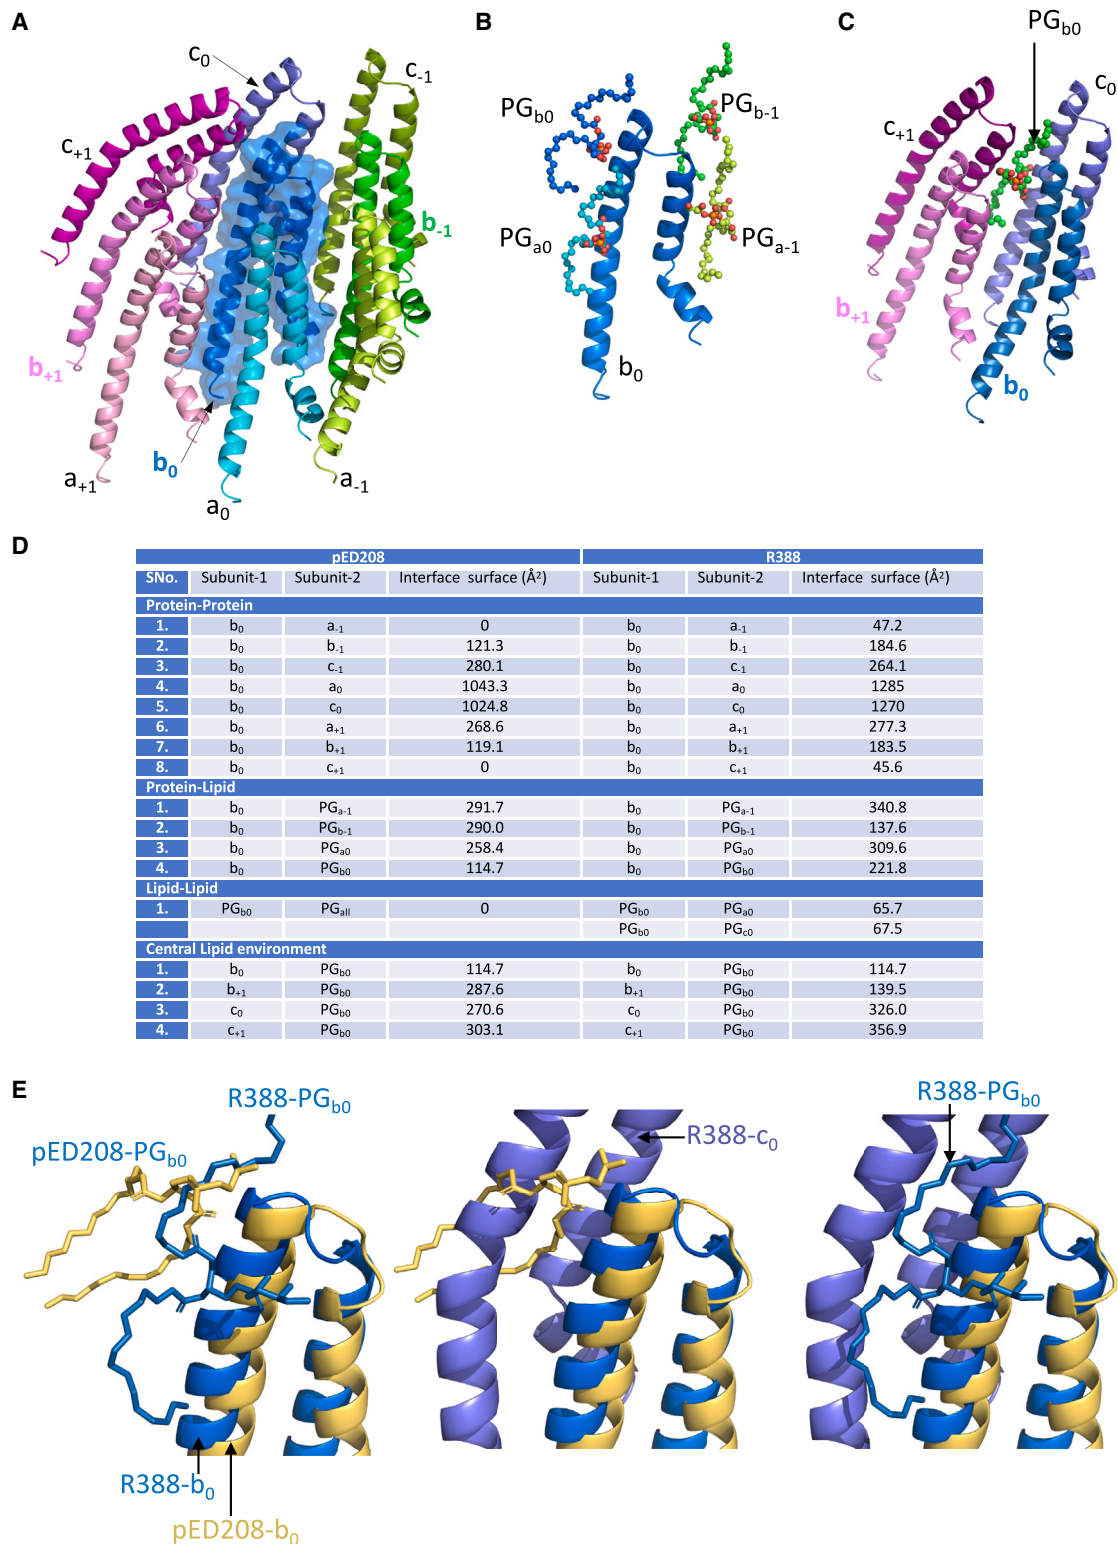 A
c0
c-1
c+1
b-1
b+1
b0
a+1
a0
a-1
B
PGb0
PGb-1
PGa0
PGa-1
b0
C
PGb0
c0
c+1
b+1
b0
D
pED208 R388
SNo. Subunit-1 Subunit-2 Interface surface (Å2) Subunit-1 Subunit-2 Interface surface (Å2)
Protein-Protein
1. b0 a-1 0 b0 a-1 47.2
2. b0 b-1 121.3 b0 b-1 184.6
3. b0 c-1 280.1 b0 c-1 264.1
4. b0 a0 1043.3 b0 a0 1285
5. b0 c0 1024.8 b0 c0 1270
6. b0 a+1 268.6 b0 a+1 277.3
7. b0 b+1 119.1 b0 b+1 183.5
8. b0 c+1 0 b0 c+1 45.6
Protein-Lipid
1. b0 PGa-1 291.7 b0 PGa-1 340.8
2. b0 PGb-1 290.0 b0 PGb-1 137.6
3. b0 PGa0 258.4 b0 PGa0 309.6
4. b0 PGb0 114.7 b0 PGb0 221.8
Lipid-Lipid
1. PGb0 PGall 0 PGb0 PGa0 65.7
PGb0 PGc0 67.5
Central Lipid environment
1. b0 PGb0 114.7 b0 PGb0 114.7
2. b+1 PGb0 287.6 b+1 PGb0 139.5
3. c0 PGb0 270.6 c0 PGb0 326.0
4. c+1 PGb0 303.1 c+1 PGb0 356.9
E
R388-PGb0
pED208-PGb0
R388-b0
pED208-b0
R388-c0
R388-PGb0